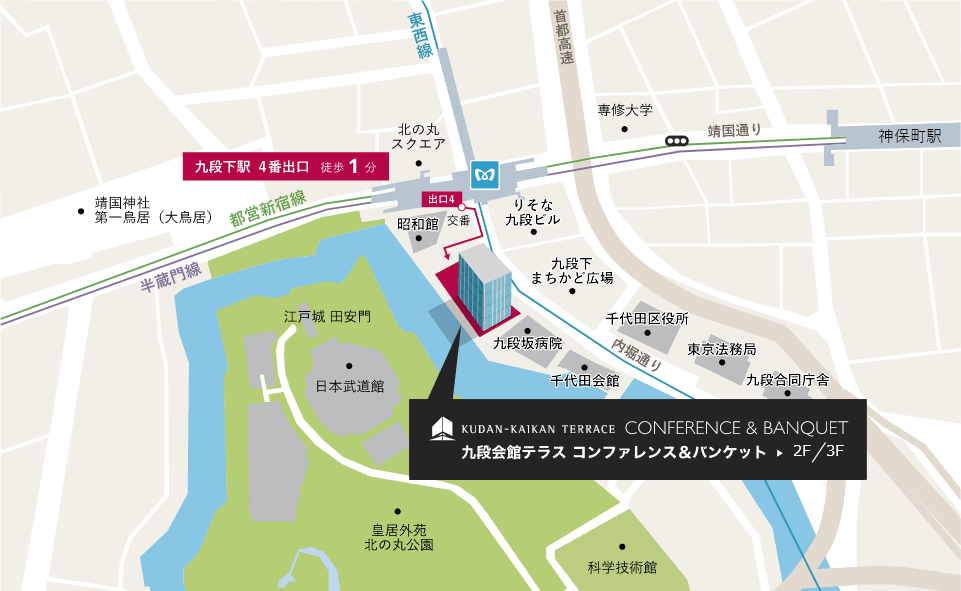 東西線
首都高速
専修大学
靖国通り
神保町駅
北の丸
スクエア
九段下駅 4番出口 徒歩1分
靖国神社
第一鳥居（大鳥居）
都営新宿線
半蔵門線
出口4
昭和館
交番
りそな
九段ビル
九段下
まちかど広場
江戸城 田安門
千代田区役所
九段坂病院
内堀通り
東京法務局
日本武道館
千代田会館
九段合同庁舎
KUDAN-KAIKAN TERRACE CONFERENCE & BANQUET
九段会館テラス コンファレンス＆バンケット ▶ 2F/3F
皇居外苑
北の丸公園
科学技術館